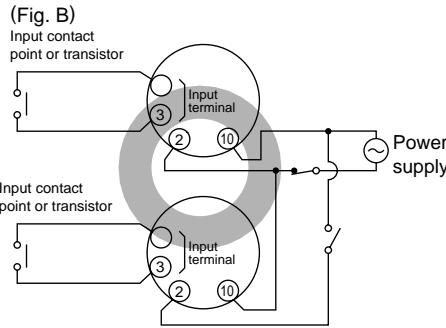 (Fig. B)
Input contact
point or transistor
3
Input
terminal
2
10
Power
supply
Input contact
point or transistor
3
Input
terminal
2
10